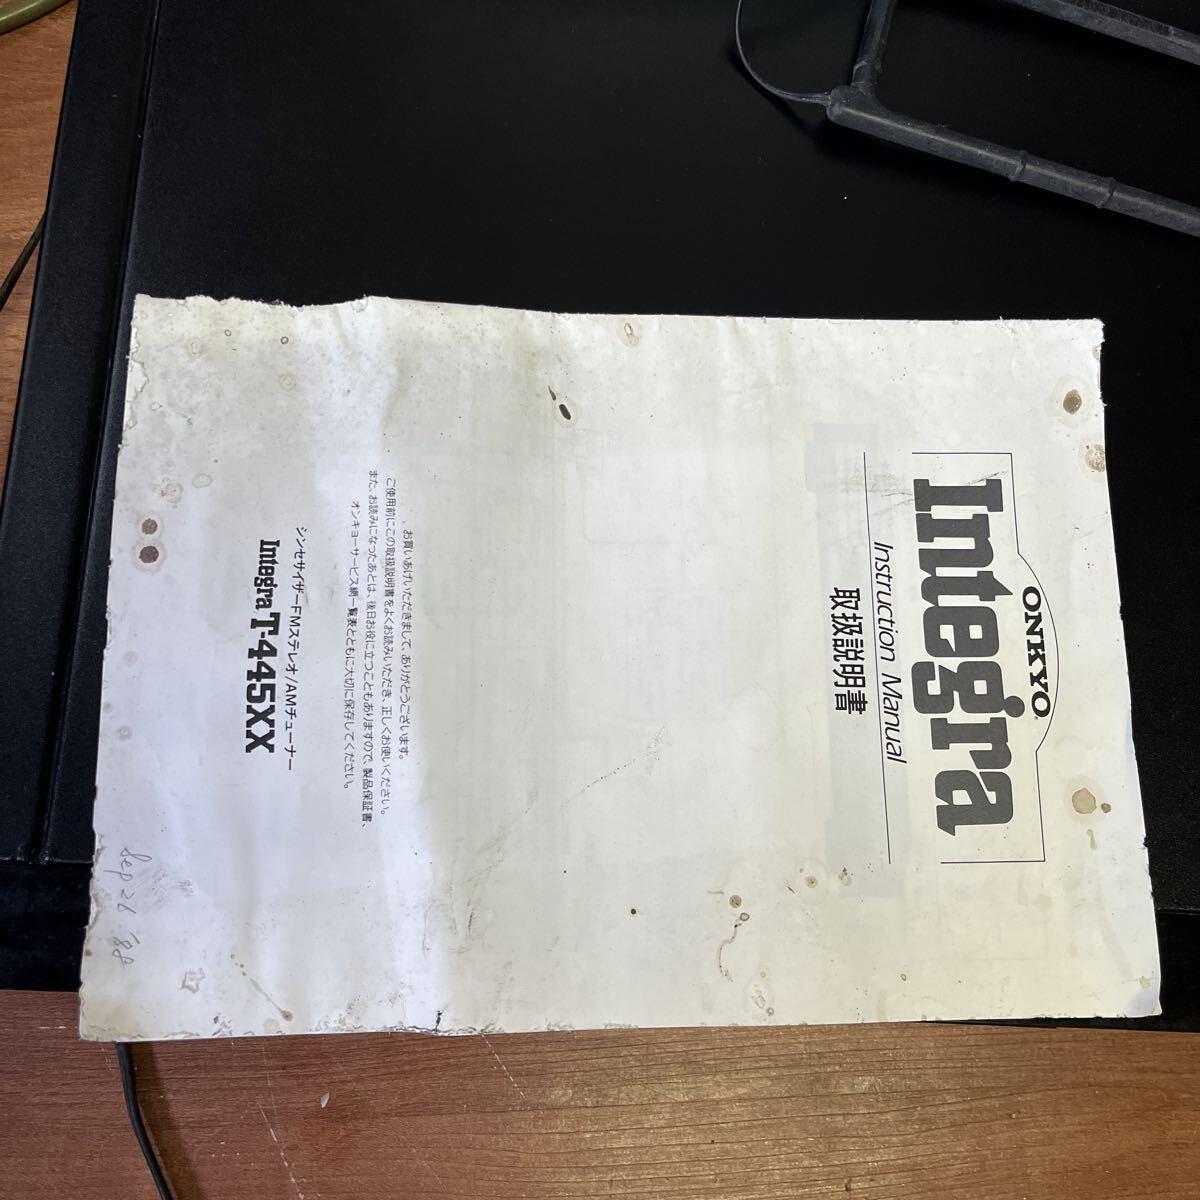 ONKYO
Integra
Instruction Manual
取扱説明書
お買いあげいただきまして、ありがとうございます。
ご使用前にこの取扱説明書をよくお読みいただき、正しくお使いください。
また、お読みになったあとは、後日お役に立つこともありますので、製品保証書、
オンキヨーサービス網一覧表とともに大切に保存してください。
シンセサイザーFMステレオ/AMチューナー
Integra T-445XX
Sep 26 '88